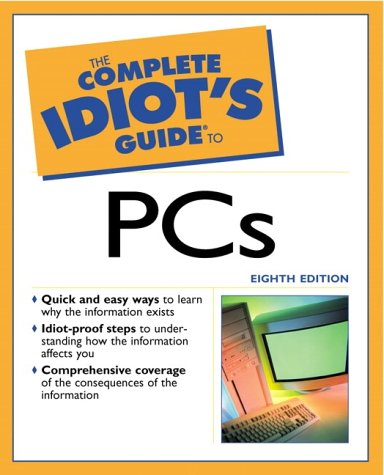 THE
COMPLETE
IDIOT'S
GUIDE® TO
PCs
EIGHTH EDITION
♦ Quick and easy ways to learn
why the information exists
♦ Idiot-proof steps to under-
standing how the information
affects you
♦ Comprehensive coverage
of the consequences of the
information